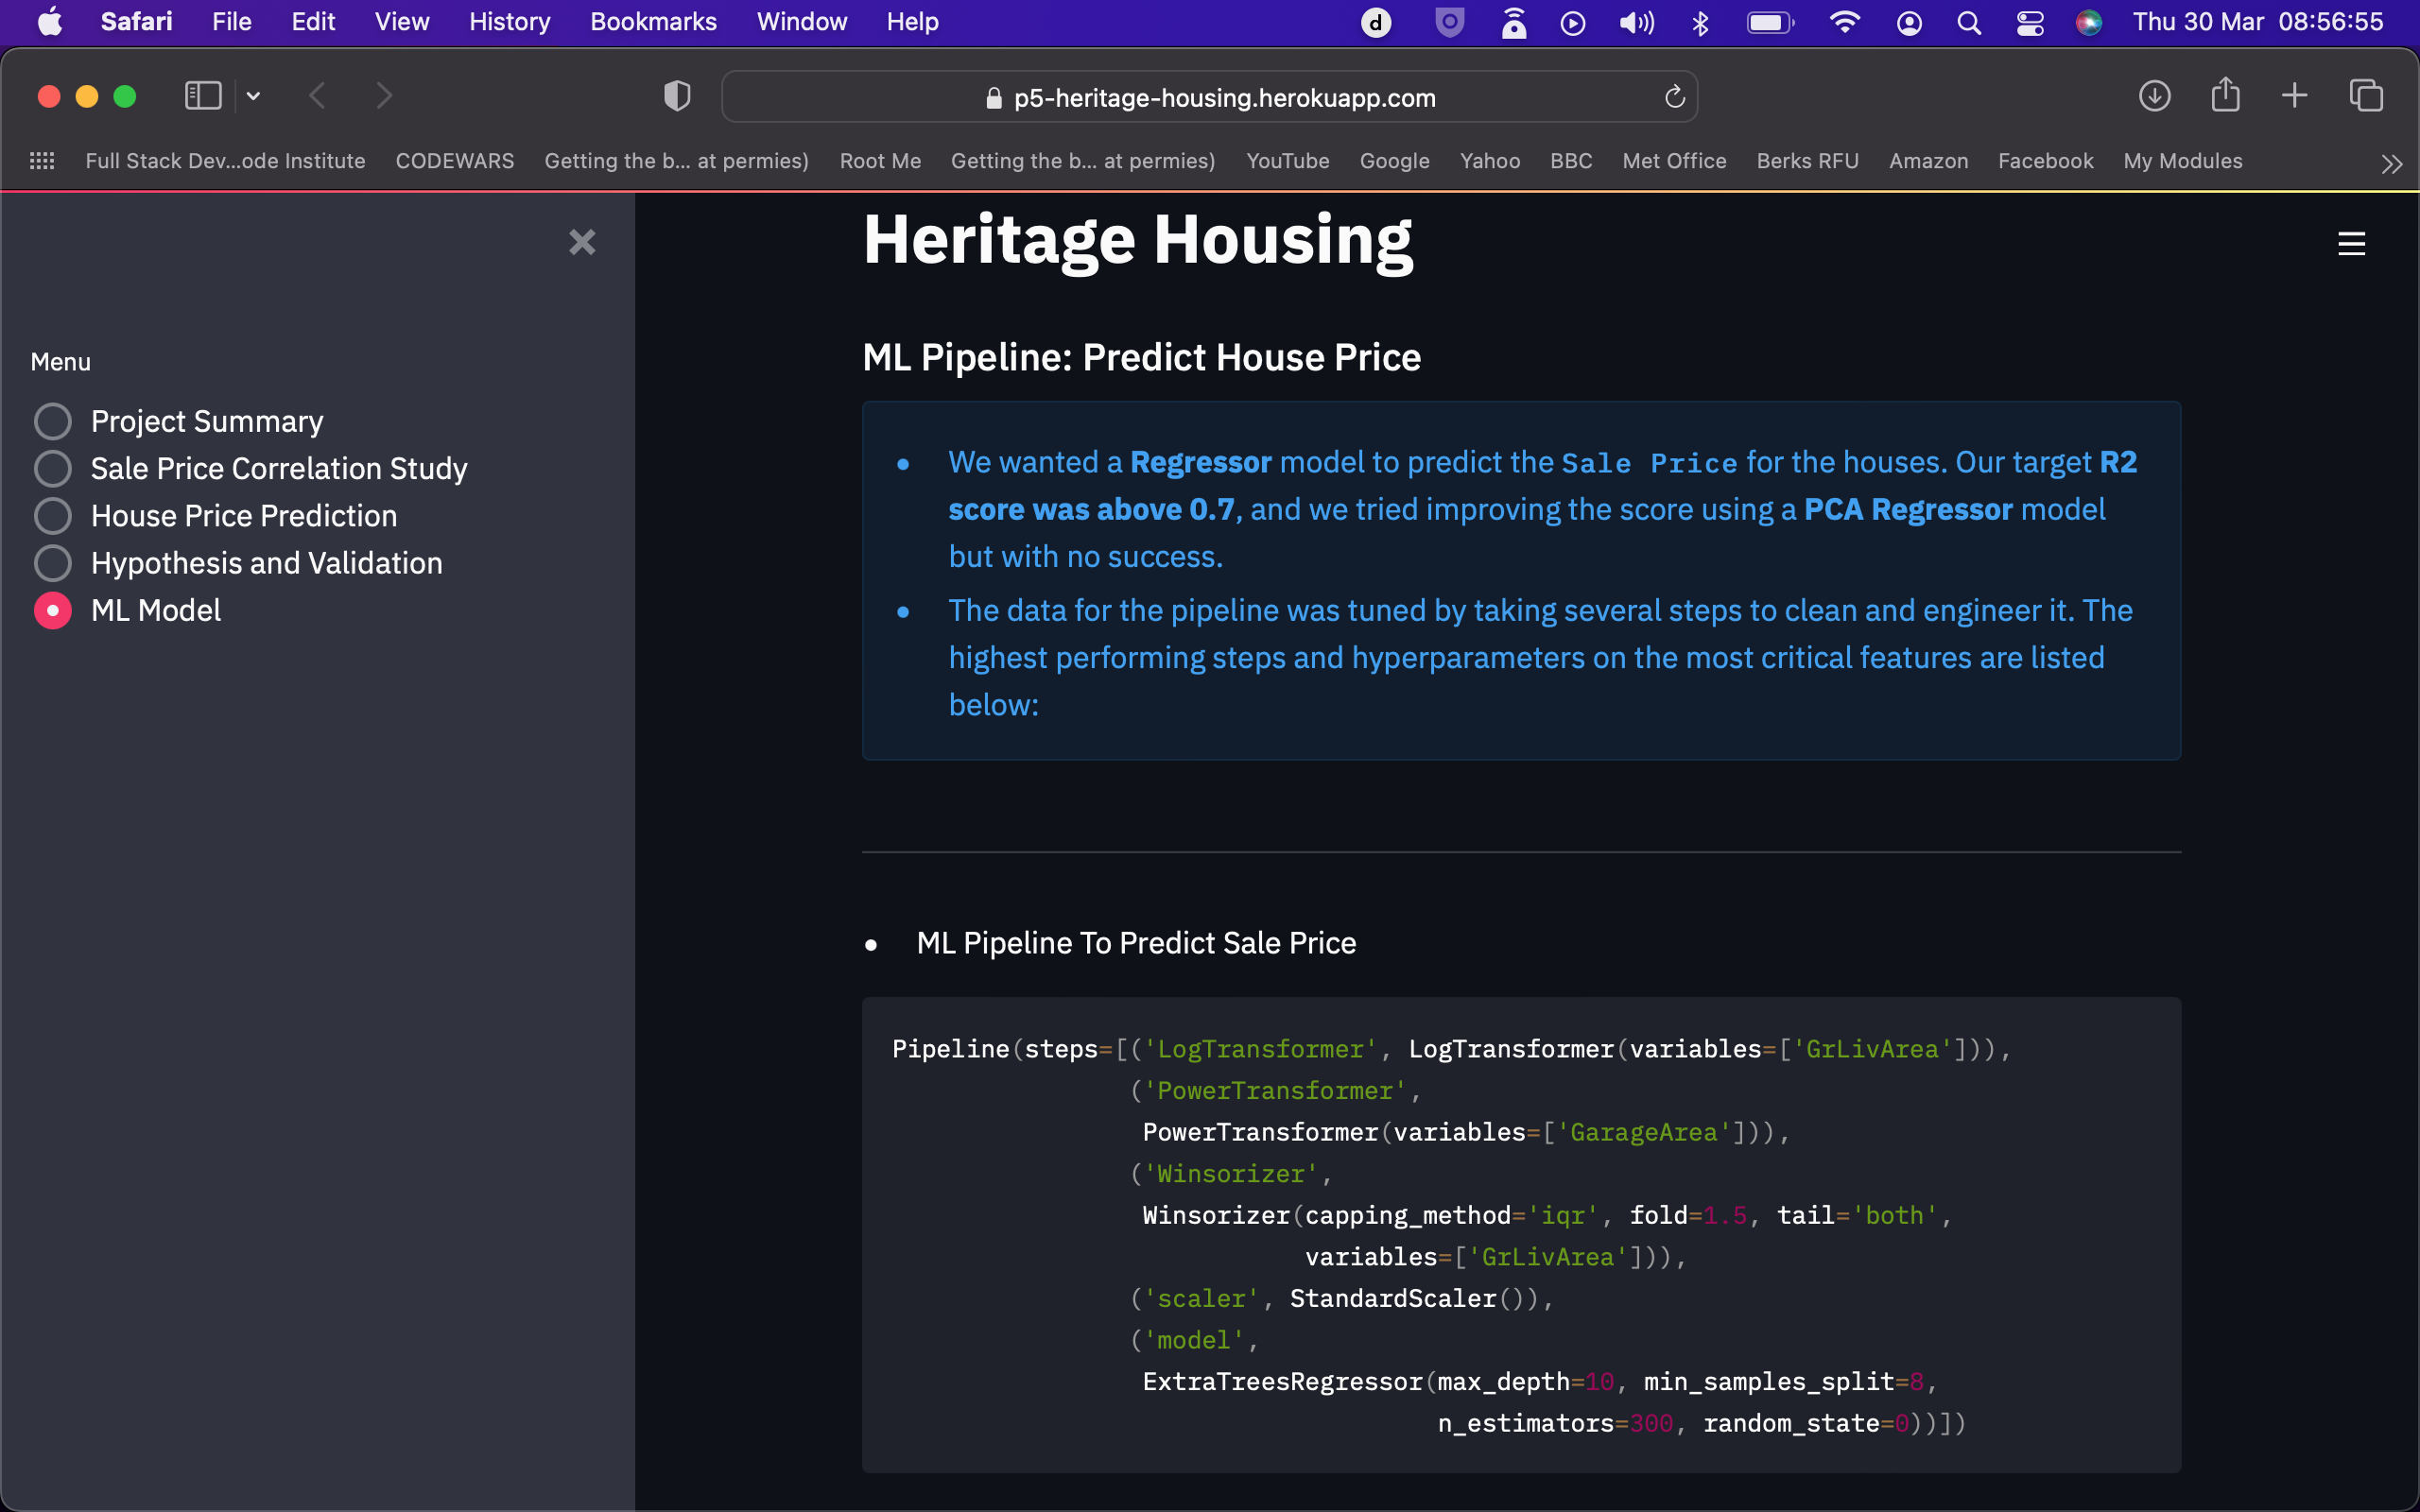 Safari File Edit View History Bookmarks Window Help d Thu 30 Mar 08:56:55
p5-heritage-housing.herokuapp.com
Full Stack Dev...ode Institute CODEWARS Getting the b... at permies) Root Me Getting the b... at permies) YouTube Google Yahoo BBC Met Office Berks RFU Amazon Facebook My Modules
Menu
Project Summary
Sale Price Correlation Study
House Price Prediction
Hypothesis and Validation
ML Model
Heritage Housing
ML Pipeline: Predict House Price
• We wanted a Regressor model to predict the Sale Price for the houses. Our target R2
score was above 0.7, and we tried improving the score using a PCA Regressor model
but with no success.
• The data for the pipeline was tuned by taking several steps to clean and engineer it. The
highest performing steps and hyperparameters on the most critical features are listed
below:
• ML Pipeline To Predict Sale Price
Pipeline(steps=[('LogTransformer', LogTransformer(variables=['GrLivArea'])),
('PowerTransformer',
PowerTransformer(variables=['GarageArea'])),
('Winsorizer',
Winsorizer(capping_method='iqr', fold=1.5, tail='both',
variables=['GrLivArea'])),
('scaler', StandardScaler()),
('model',
ExtraTreesRegressor(max_depth=10, min_samples_split=8,
n_estimators=300, random_state=0))])